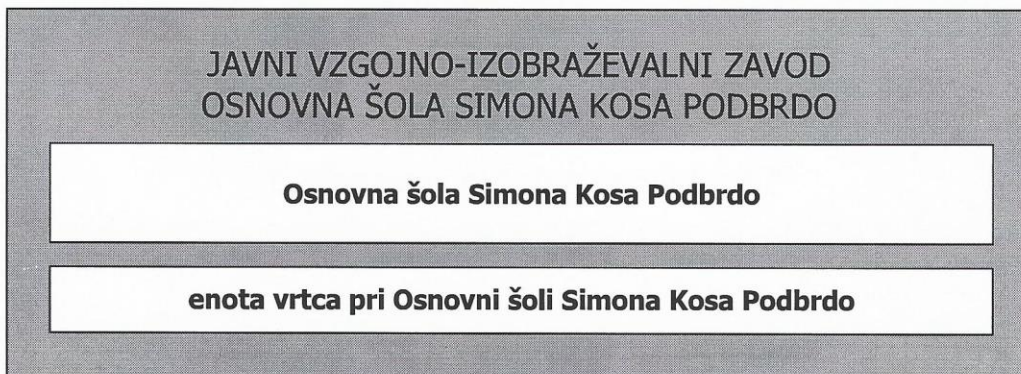 JAVNI VZGOJNO-IZOBRAŽEVALNI ZAVOD
OSNOVNA ŠOLA SIMONA KOSA PODBRDO
Osnovna šola Simona Kosa Podbrdo
enota vrtca pri Osnovni šoli Simona Kosa Podbrdo